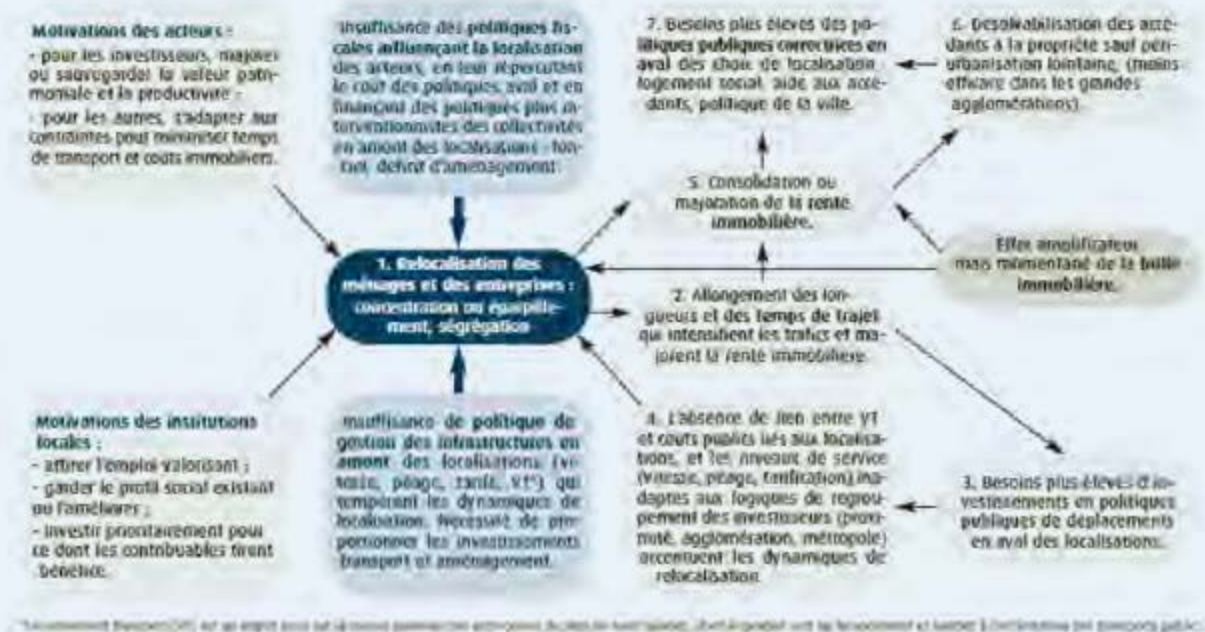 Motivations des acteurs :
- pour les investisseurs, majorer
ou sauvegarder la valeur patri-
moniale et la productivité ;
- pour les autres, s'adapter aux
contraintes pour minimiser temps
de transport et coûts immobiliers.
Insuffisance des politiques fis-
cales influençant la localisation
des acteurs, en leur répercutant
le coût des politiques aval et en
finançant des politiques plus in-
terventionnistes des collectivités
en amont des localisations : fon-
cier, déficit d'aménagement.
7. Besoins plus élevés des po-
litiques publiques correctrices en
aval des choix de localisation :
logement social, aide aux accé-
dants, politique de la ville.
6. Désolvabilisation des accé-
dants à la propriété sauf péri-
urbanisation lointaine, (moins
efficace dans les grandes
agglomérations).
5. Consolidation ou
majoration de la rente
immobilière.
Effet amplificateur
mais momentané de la bulle
immobilière.
1. Relocalisation des
ménages et des entreprises :
concentration ou éparpille-
ment, ségrégation
2. Allongement des lon-
gueurs et des temps de trajet
qui intensifient les trafics et ma-
jorent la rente immobilière.
Motivations des institutions
locales :
- attirer l'emploi valorisant ;
- garder le profil social existant
ou l'améliorer ;
- investir prioritairement pour
ce dont les contribuables tirent
bénéfice.
Insuffisance de politique de
gestion des infrastructures en
amont des localisations (vi-
tesse, péage, tarifs, VT*) qui
tempèrent les dynamiques de
localisation. Nécessité de pro-
portionner les investissements
transport et aménagement.
4. L'absence de lien entre VT
et coûts publics liés aux localisa-
tions, et les niveaux de service
(vitesse, péage, tarification) ina-
daptés aux logiques de regrou-
pement des investisseurs (proxi-
mité, agglomération, métropole)
accentuent les dynamiques de
relocalisation.
3. Besoins plus élevés d'in-
vestissements en politiques
publiques de déplacements
en aval des localisations.